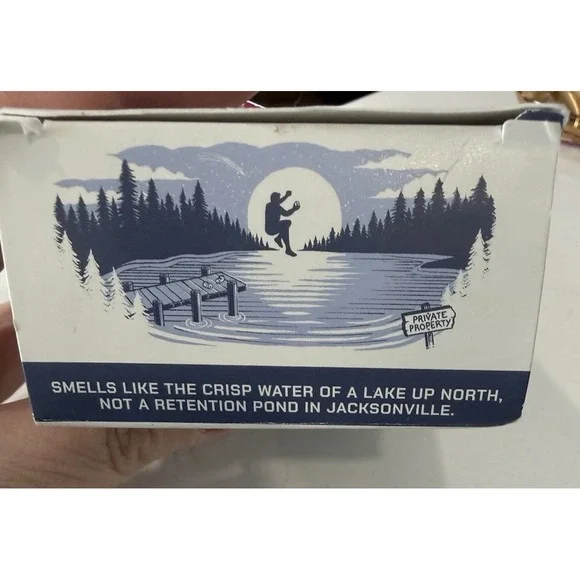 PRIVATE
PROPERTY
SMELLS LIKE THE CRISP WATER OF A LAKE UP NORTH,
NOT A RETENTION POND IN JACKSONVILLE.